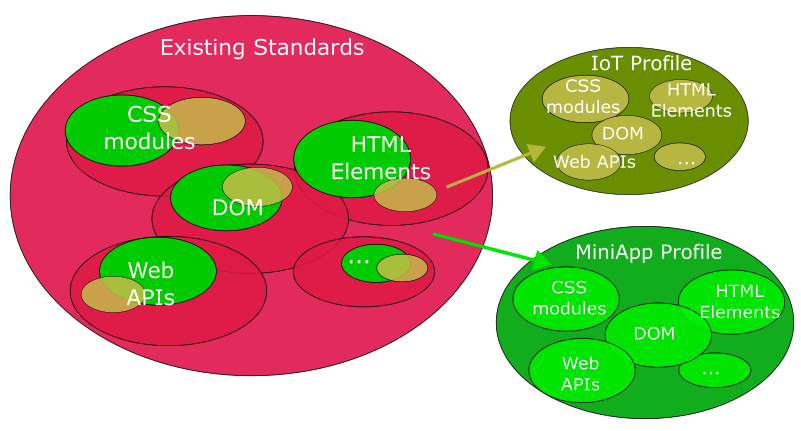 Existing Standards
CSS
modules
HTML
Elements
DOM
Web
APIs
...
IoT Profile
CSS
modules
HTML
Elements
DOM
Web APIs
...
MiniApp Profile
CSS
modules
HTML
Elements
DOM
Web
APIs
...